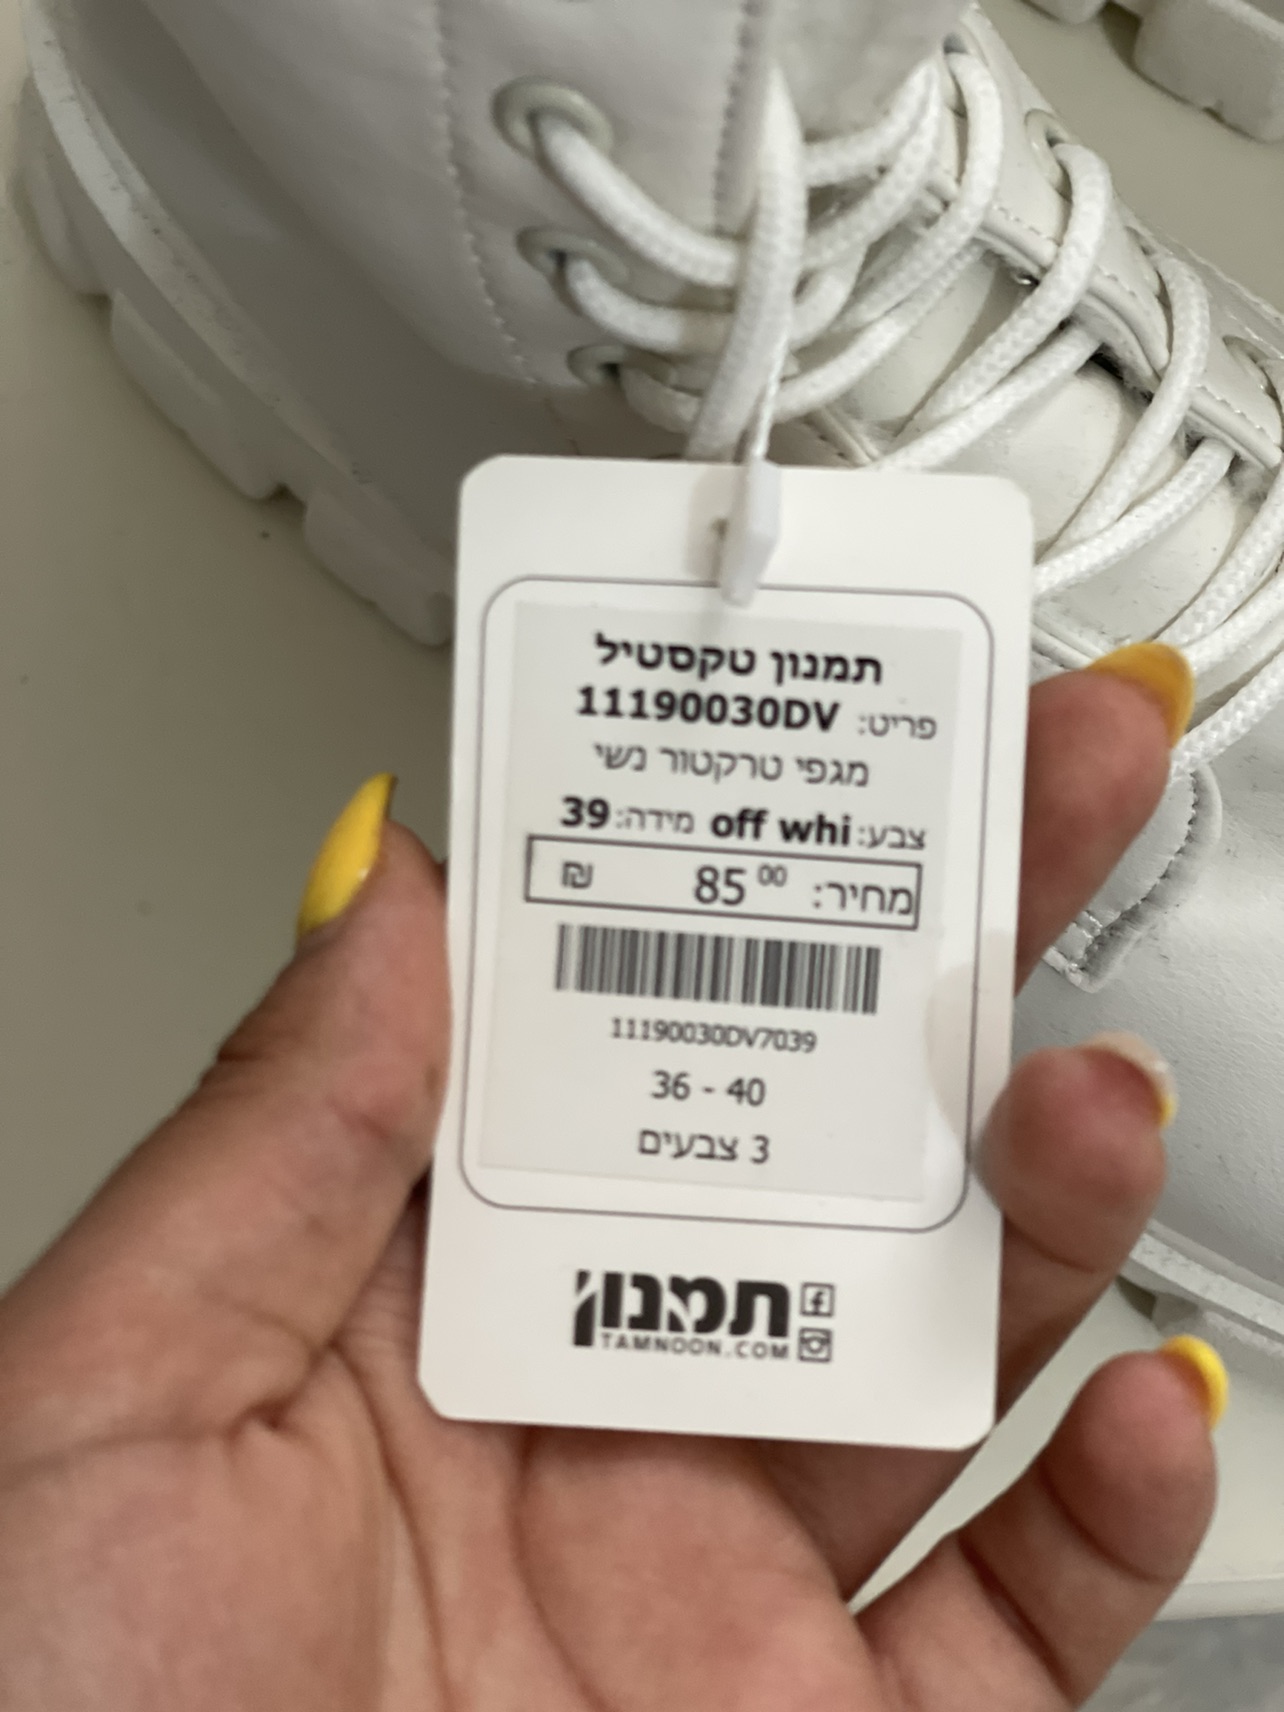 תמנון טקסטיל
פריט: 11190030DV
מגפי טרקטור נשי
צבע: off whi מידה: 39
מחיר: 85 00 ₪
11190030DV7039
36 - 40
3 צבעים
תמנון
TAMNOON.COM